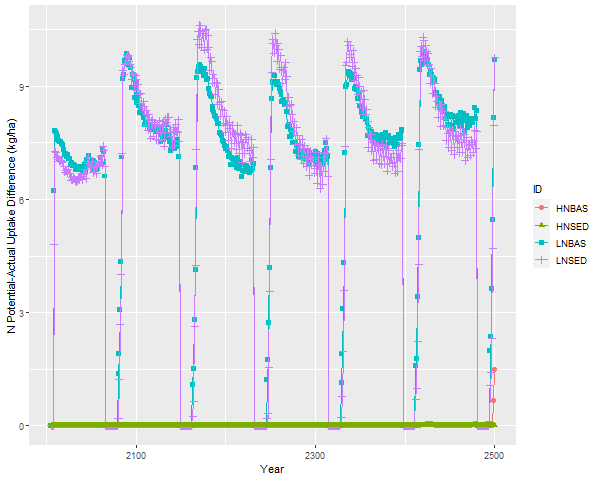 N Potential-Actual Uptake Difference (kg/ha)
9
6
3
0
2100
2300
2500
Year
ID
HNBAS
HNSED
LNBAS
LNSED